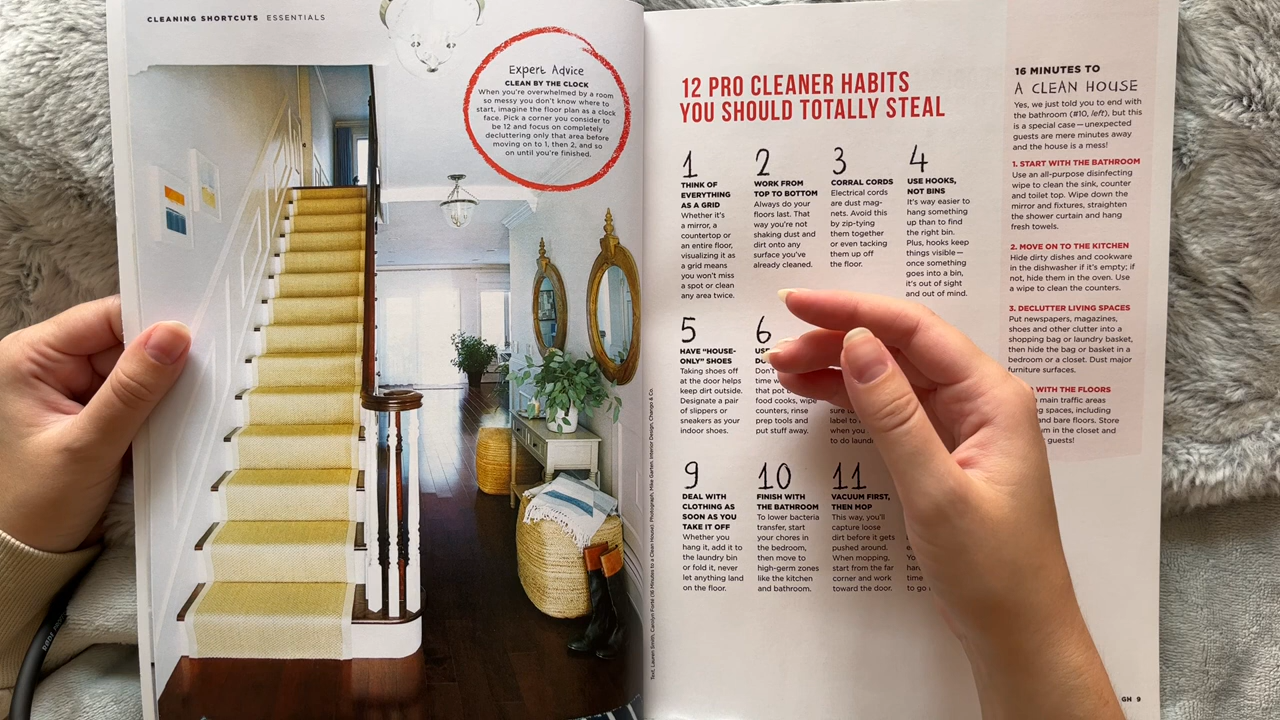 CLEANING SHORTCUTS ESSENTIALS
Expert Advice
CLEAN BY THE CLOCK
When you're overwhelmed by a room
so messy you don't know where to
start, imagine the floor plan as a clock
face. Pick a corner you consider to
be 12 and focus on completely
decluttering only that area before
moving on to 1, then 2, and so
on until you're finished.
Text, Lauren Smith, Carolyn Forté (16 Minutes to a Clean House). Photograph, Mike Garten, Interior Design, Chango & Co.
12 PRO CLEANER HABITS
YOU SHOULD TOTALLY STEAL
1
THINK OF
EVERYTHING
AS A GRID
Whether it's
a mirror, a
countertop or
an entire floor,
visualizing it as
a grid means
you won't miss
a spot or clean
any area twice.
2
WORK FROM
TOP TO BOTTOM
Always do your
floors last. That
way you're not
shaking dust and
dirt onto any
surface you've
already cleaned.
3
CORRAL CORDS
Electrical cords
are dust mag-
nets. Avoid this
by zip-tying
them together
or even tacking
them up off
the floor.
4
USE HOOKS,
NOT BINS
It's way easier to
hang something
up than to find
the right bin.
Plus, hooks keep
things visible—
once something
goes into a bin,
it's out of sight
and out of mind.
5
HAVE "HOUSE-
ONLY" SHOES
Taking shoes off
at the door helps
keep dirt outside.
Designate a pair
of slippers or
sneakers as your
indoor shoes.
6
Don't
time
that pot
food cooks, wipe
counters, rinse
prep tools and
put stuff away.
sure to
label to
when you
to do
9
DEAL WITH
CLOTHING AS
SOON AS YOU
TAKE IT OFF
Whether you
hang it, add it to
the laundry bin
or fold it, never
let anything land
on the floor.
10
FINISH WITH
THE BATHROOM
To lower bacteria
transfer, start
your chores in
the bedroom,
then move to
high-germ zones
like the kitchen
and bathroom.
11
VACUUM FIRST,
THEN MOP
This way, you'll
capture loose
dirt before it gets
pushed around.
When mopping,
start from the far
corner and work
toward the door.
time
to go
16 MINUTES TO
A CLEAN HOUSE
Yes, we just told you to end with
the bathroom (#10, left), but this
is a special case—unexpected
guests are mere minutes away
and the house is a mess!
1. START WITH THE BATHROOM
Use an all-purpose disinfecting
wipe to clean the sink, counter
and toilet top. Wipe down the
mirror and fixtures, straighten
the shower curtain and hang
fresh towels.
2. MOVE ON TO THE KITCHEN
Hide dirty dishes and cookware
in the dishwasher if it's empty; if
not, hide them in the oven. Use
a wipe to clean the counters.
3. DECLUTTER LIVING SPACES
Put newspapers, magazines,
shoes and other clutter into a
shopping bag or laundry basket,
then hide the bag or basket in a
bedroom or a closet. Dust major
furniture surfaces.
WITH THE FLOORS
main traffic areas
spaces, including
and bare floors. Store
in the closet and
guests!
GH 9